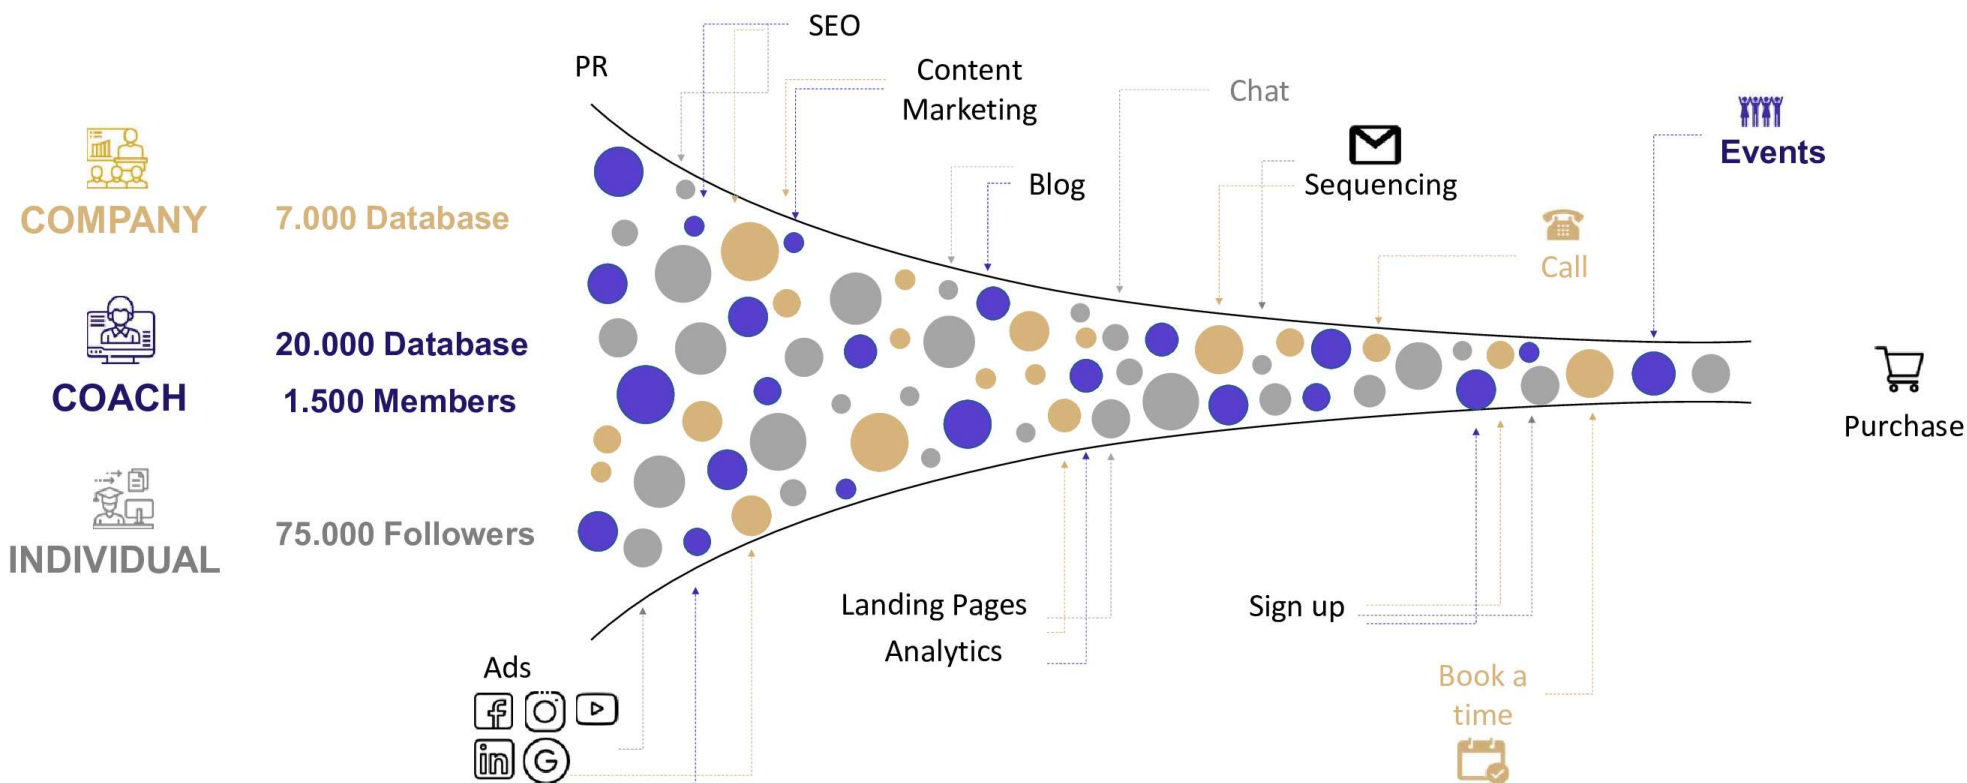 SEO
PR
Content
Marketing
Chat
Blog
Sequencing
Events
COMPANY
7.000 Database
Call
COACH
20.000 Database
1.500 Members
Purchase
INDIVIDUAL
75.000 Followers
Landing Pages
Analytics
Sign up
Ads
Book a
time
f
in
G